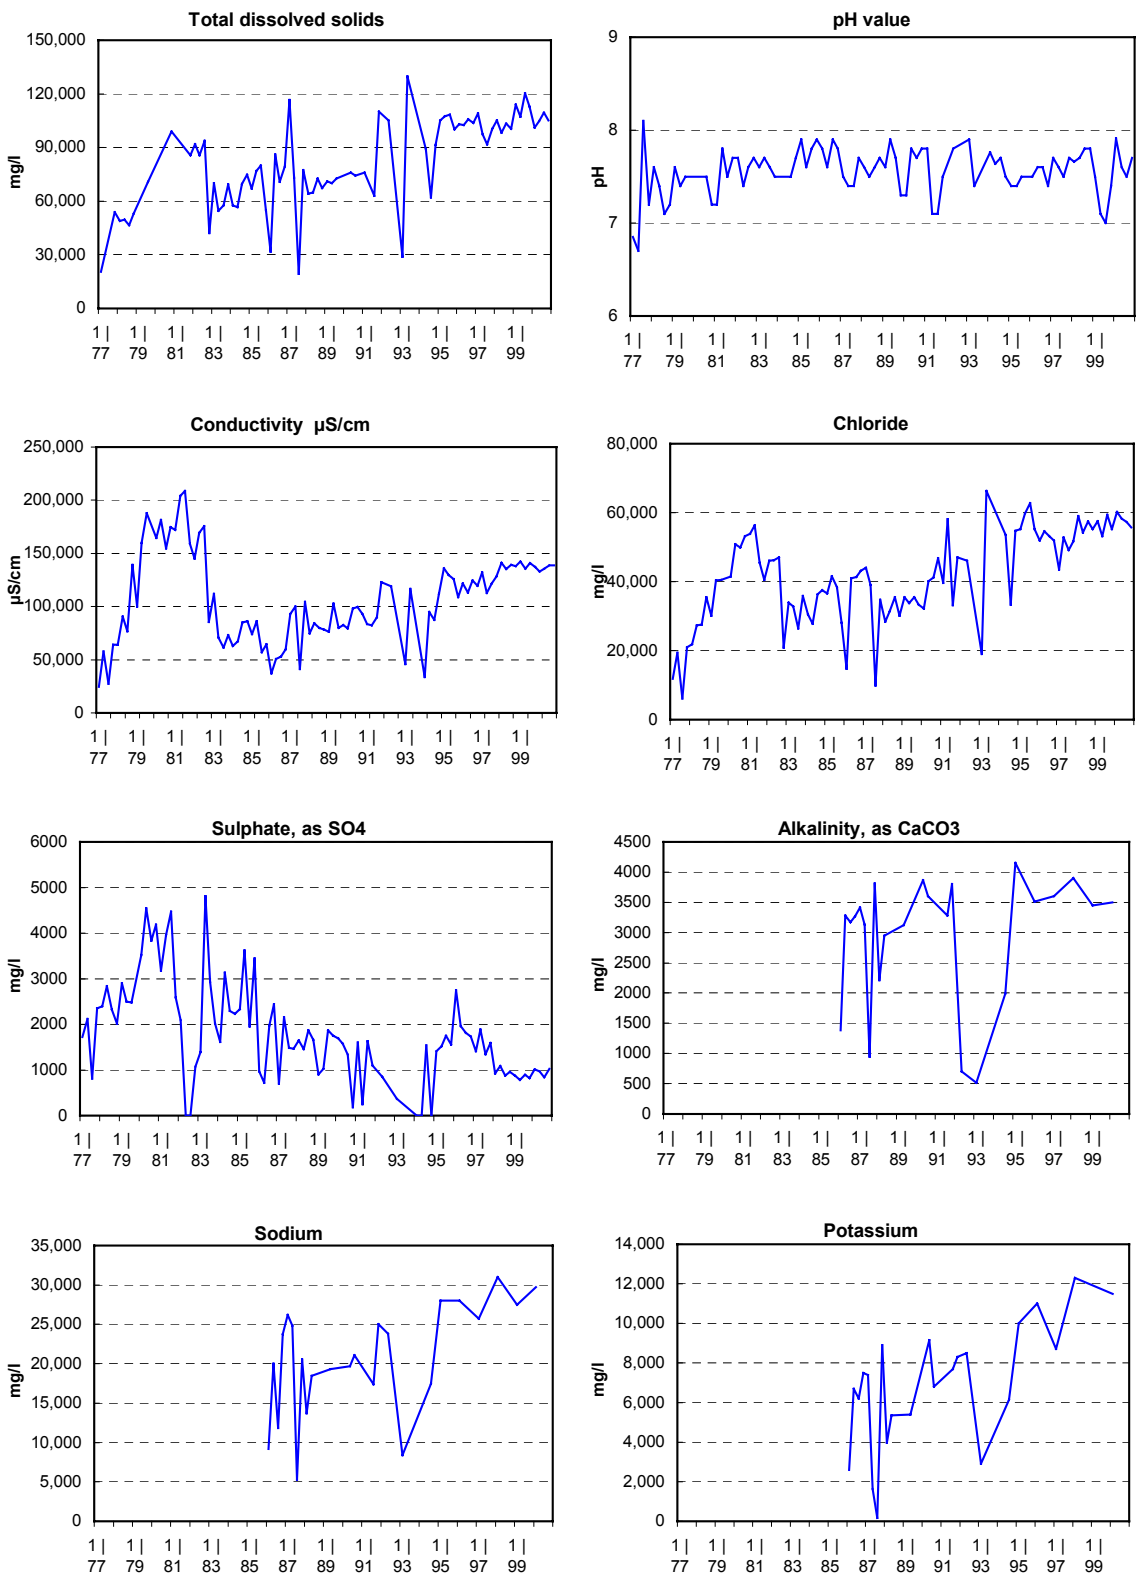 Total dissolved solids
150,000
120,000
90,000
60,000
30,000
0
mg/l
1| 1| 1| 1| 1| 1| 1| 1| 1| 1| 1| 1|
77 79 81 83 85 87 89 91 93 95 97 99
pH value
9
8
7
6
pH
1| 1| 1| 1| 1| 1| 1| 1| 1| 1| 1| 1|
77 79 81 83 85 87 89 91 93 95 97 99
Conductivity µS/cm
250,000
200,000
150,000
100,000
50,000
0
µS/cm
1| 1| 1| 1| 1| 1| 1| 1| 1| 1| 1| 1|
77 79 81 83 85 87 89 91 93 95 97 99
Chloride
80,000
60,000
40,000
20,000
0
mg/l
1| 1| 1| 1| 1| 1| 1| 1| 1| 1| 1| 1|
77 79 81 83 85 87 89 91 93 95 97 99
Sulphate, as SO4
6000
5000
4000
3000
2000
1000
0
mg/l
1| 1| 1| 1| 1| 1| 1| 1| 1| 1| 1| 1|
77 79 81 83 85 87 89 91 93 95 97 99
Alkalinity, as CaCO3
4500
4000
3500
3000
2500
2000
1500
1000
500
0
mg/l
1| 1| 1| 1| 1| 1| 1| 1| 1| 1| 1| 1|
77 79 81 83 85 87 89 91 93 95 97 99
Sodium
35,000
30,000
25,000
20,000
15,000
10,000
5,000
0
mg/l
1| 1| 1| 1| 1| 1| 1| 1| 1| 1| 1| 1|
77 79 81 83 85 87 89 91 93 95 97 99
Potassium
14,000
12,000
10,000
8,000
6,000
4,000
2,000
0
mg/l
1| 1| 1| 1| 1| 1| 1| 1| 1| 1| 1| 1|
77 79 81 83 85 87 89 91 93 95 97 99